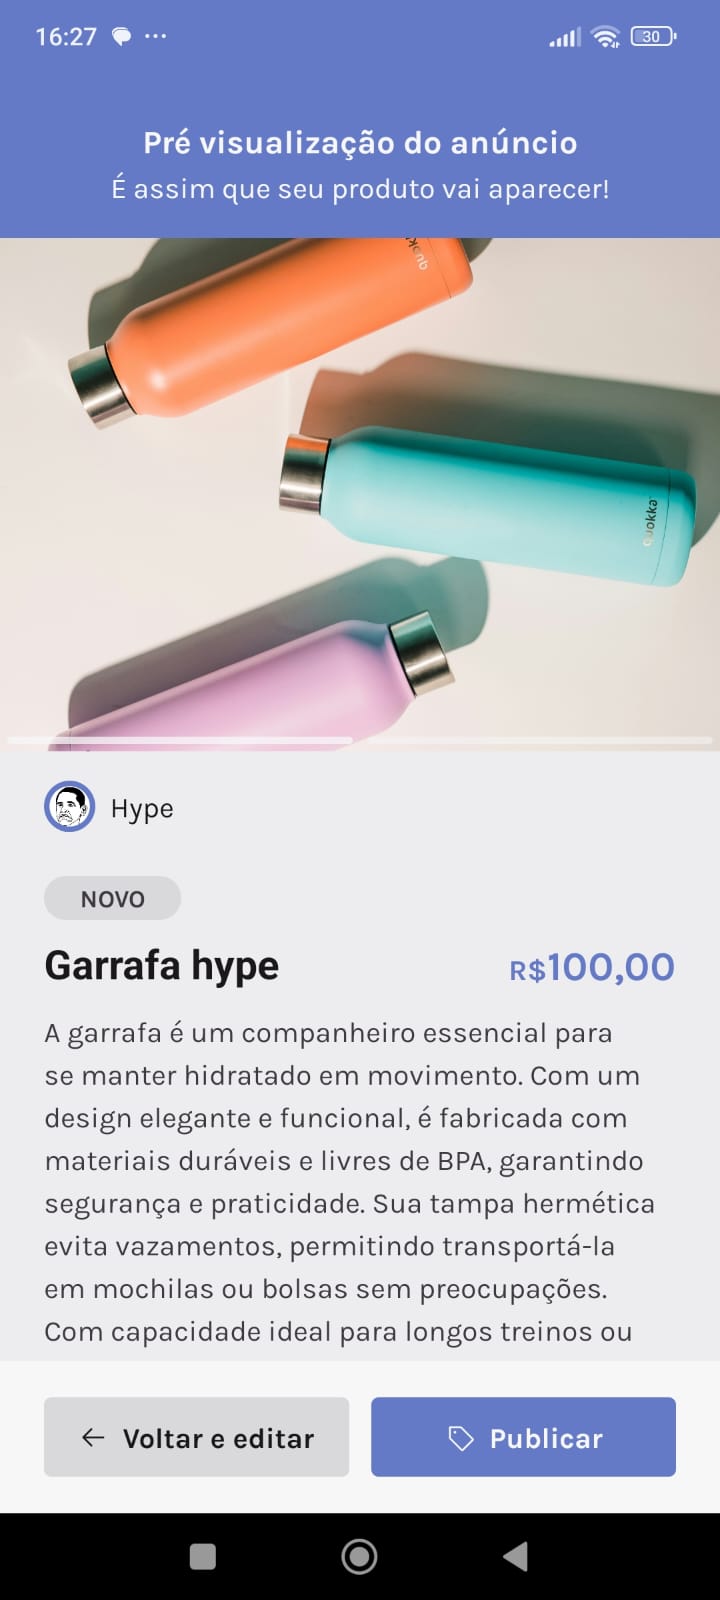 16:27
30
Pré visualização do anúncio
É assim que seu produto vai aparecer!
quokka
Hype
NOVO
Garrafa hype
R$100,00
A garrafa é um companheiro essencial para
se manter hidratado em movimento. Com um
design elegante e funcional, é fabricada com
materiais duráveis e livres de BPA, garantindo
segurança e praticidade. Sua tampa hermética
evita vazamentos, permitindo transportá-la
em mochilas ou bolsas sem preocupações.
Com capacidade ideal para longos treinos ou
← Voltar e editar
Publicar